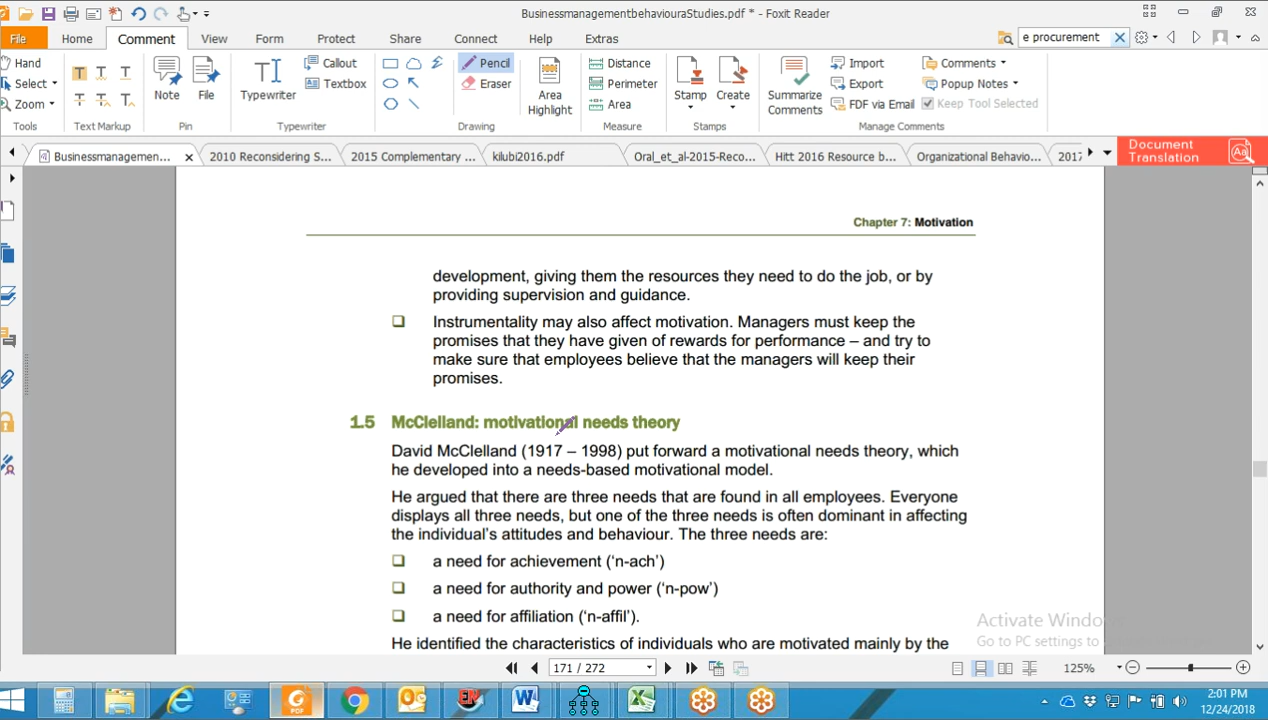 BusinessmanagementbehaviouraStudies.pdf * - Foxit Reader
File Home Comment View Form Protect Share Connect Help Extras
e procurement
Hand
Select
Zoom
Tools
T T T
T T T
Text Markup
Note File
Pin
Typewriter
Callout
Textbox
Typewriter
Pencil
Eraser
Area Highlight
Drawing
Distance
Perimeter
Area
Measure
Stamp Create
Stamps
Summarize Comments
Import
Export
FDF via Email
Comments
Popup Notes
Keep Tool Selected
Manage Comments
Businessmanagemen... 2010 Reconsidering S... 2015 Complementary ... kilubi2016.pdf Oral_et_al-2015-Reco... Hitt 2016 Resource b... Organizational Behavio... 2017
Document
Translation
Chapter 7: Motivation
development, giving them the resources they need to do the job, or by
providing supervision and guidance.
Instrumentality may also affect motivation. Managers must keep the
promises that they have given of rewards for performance – and try to
make sure that employees believe that the managers will keep their
promises.
1.5 McClelland: motivational needs theory
David McClelland (1917 – 1998) put forward a motivational needs theory, which
he developed into a needs-based motivational model.
He argued that there are three needs that are found in all employees. Everyone
displays all three needs, but one of the three needs is often dominant in affecting
the individual's attitudes and behaviour. The three needs are:
a need for achievement ('n-ach')
a need for authority and power ('n-pow')
a need for affiliation ('n-affil').
He identified the characteristics of individuals who are motivated mainly by the
Activate Windo
Go to PC settings to
171 / 272
125%
2:01 PM
12/24/2018